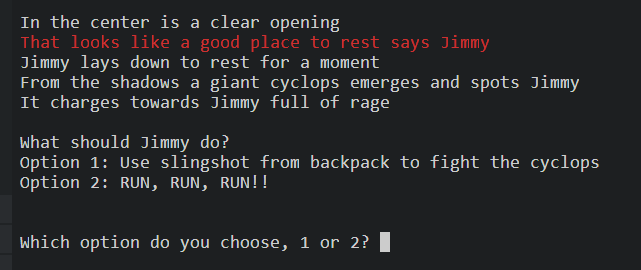 In the center is a clear opening
That looks like a good place to rest says Jimmy
Jimmy lays down to rest for a moment
From the shadows a giant cyclops emerges and spots Jimmy
It charges towards Jimmy full of rage
What should Jimmy do?
Option 1: Use slingshot from backpack to fight the cyclops
Option 2: RUN, RUN, RUN!!
Which option do you choose, 1 or 2?